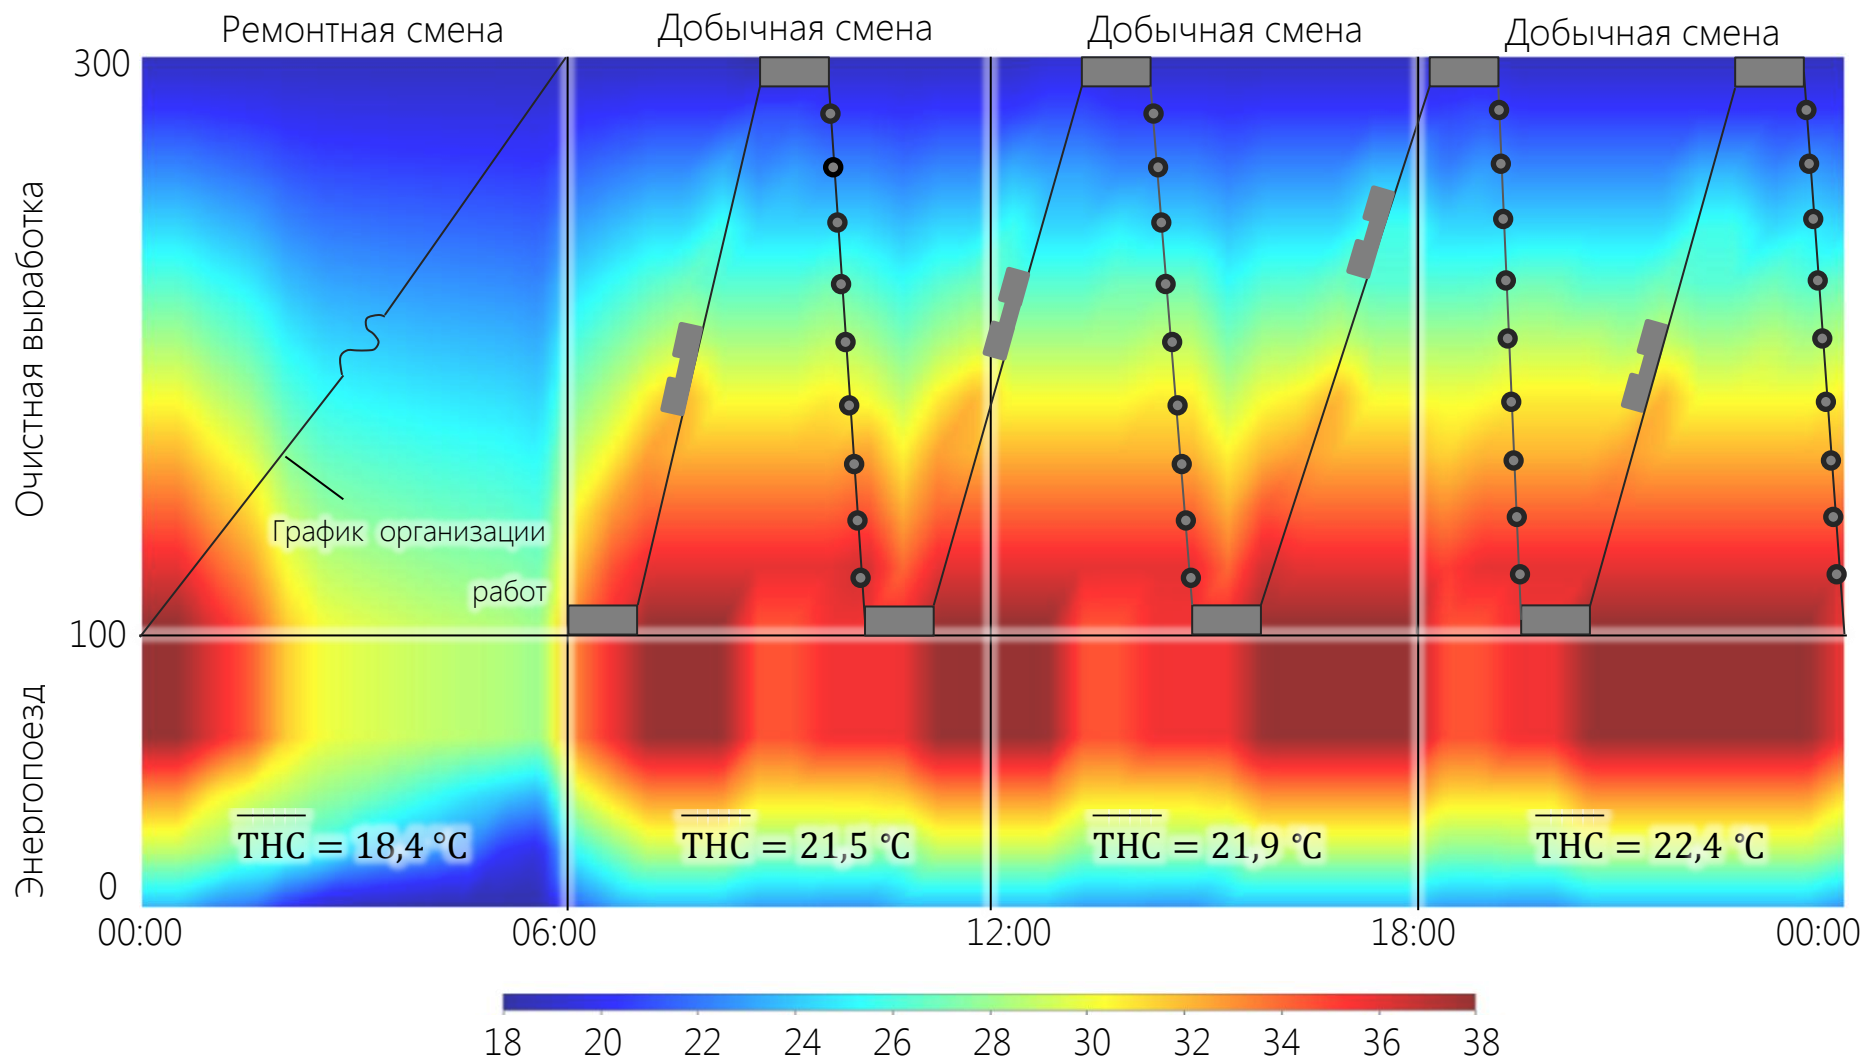 Ремонтная смена
Добычная смена
Добычная смена
Добычная смена
300
Очистная выработка
График организации
работ
100
Энергопоезд
THC = 18,4 °C
THC = 21,5 °C
THC = 21,9 °C
THC = 22,4 °C
0
00:00
06:00
12:00
18:00
00:00
18
20
22
24
26
28
30
32
34
36
38